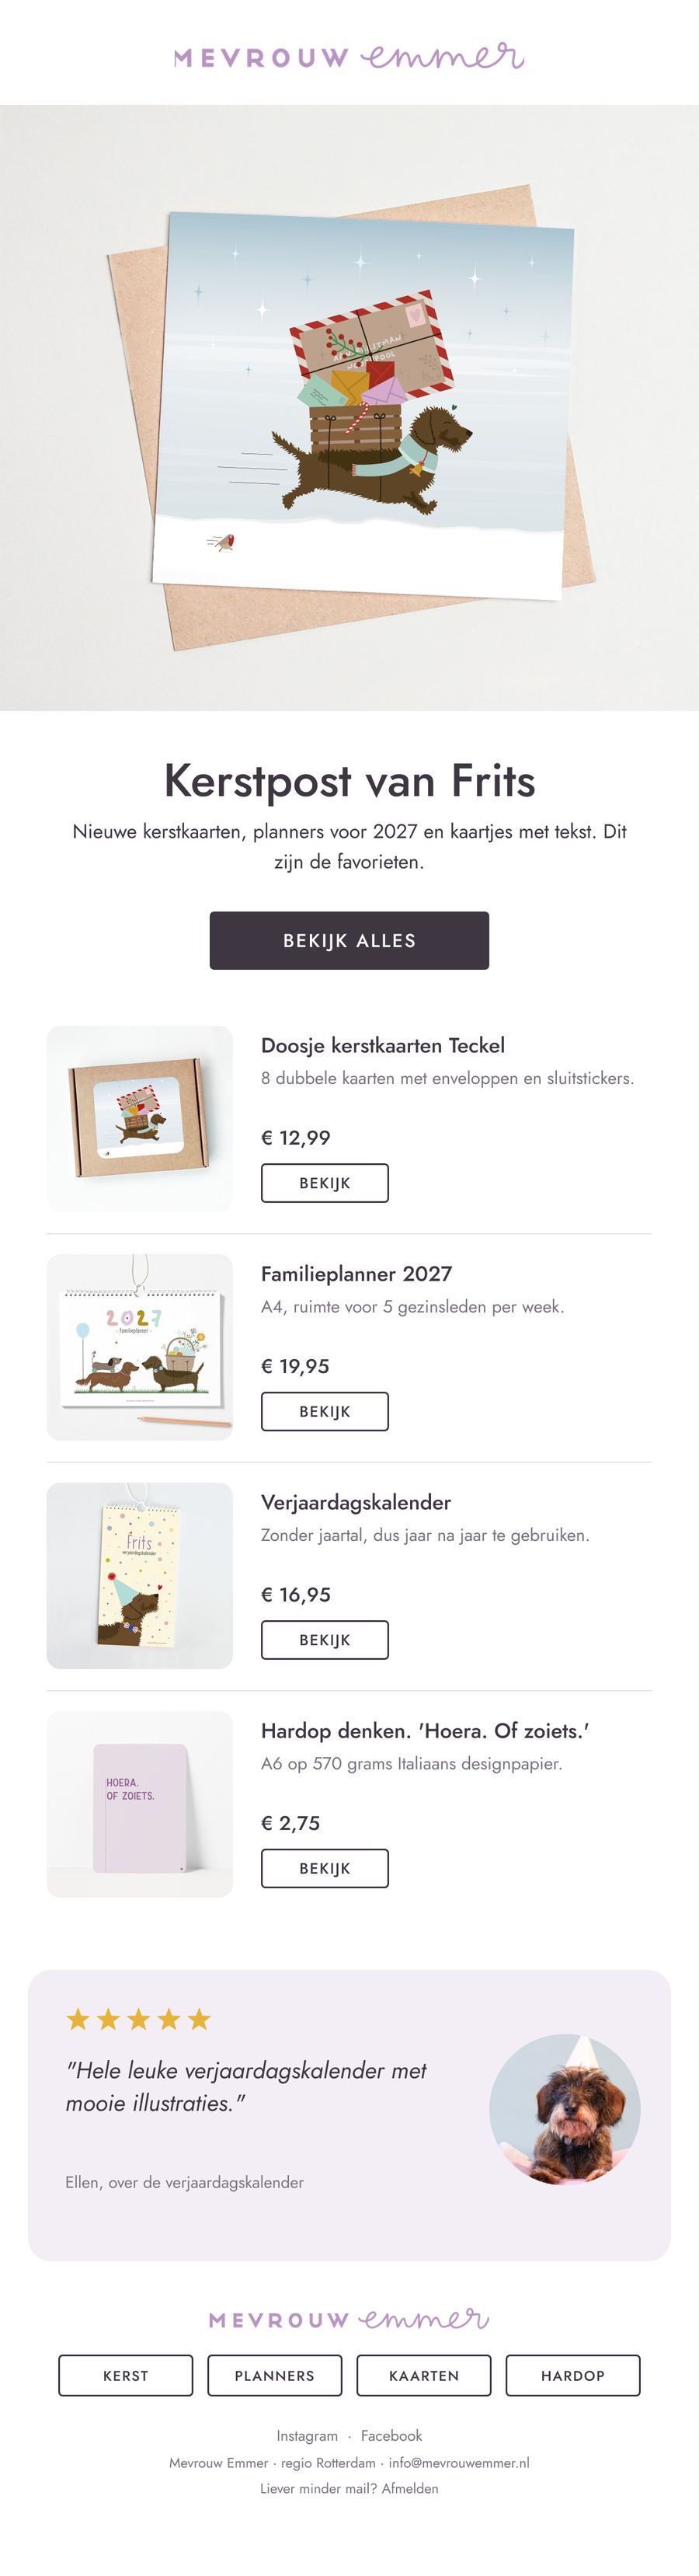 MEVROUW emmer
Kerstpost van Frits
Nieuwe kerstkaarten, planners voor 2027 en kaartjes met tekst. Dit
zijn de favorieten.
BEKIJK ALLES
Doosje kerstkaarten Teckel
8 dubbele kaarten met enveloppen en sluitstickers.
€ 12,99
BEKIJK
2027
- familieplanner -
Familieplanner 2027
A4, ruimte voor 5 gezinsleden per week.
€ 19,95
BEKIJK
frits
verjaardagskalender
Verjaardagskalender
Zonder jaartal, dus jaar na jaar te gebruiken.
€ 16,95
BEKIJK
HOERA.
OF ZOIETS.
Hardop denken. 'Hoera. Of zoiets.'
A6 op 570 grams Italiaans designpapier.
€ 2,75
BEKIJK
"Hele leuke verjaardagskalender met
mooie illustraties."
Ellen, over de verjaardagskalender
MEVROUW emmer
KERST
PLANNERS
KAARTEN
HARDOP
Instagram · Facebook
Mevrouw Emmer · regio Rotterdam · info@mevrouwemmer.nl
Liever minder mail? Afmelden